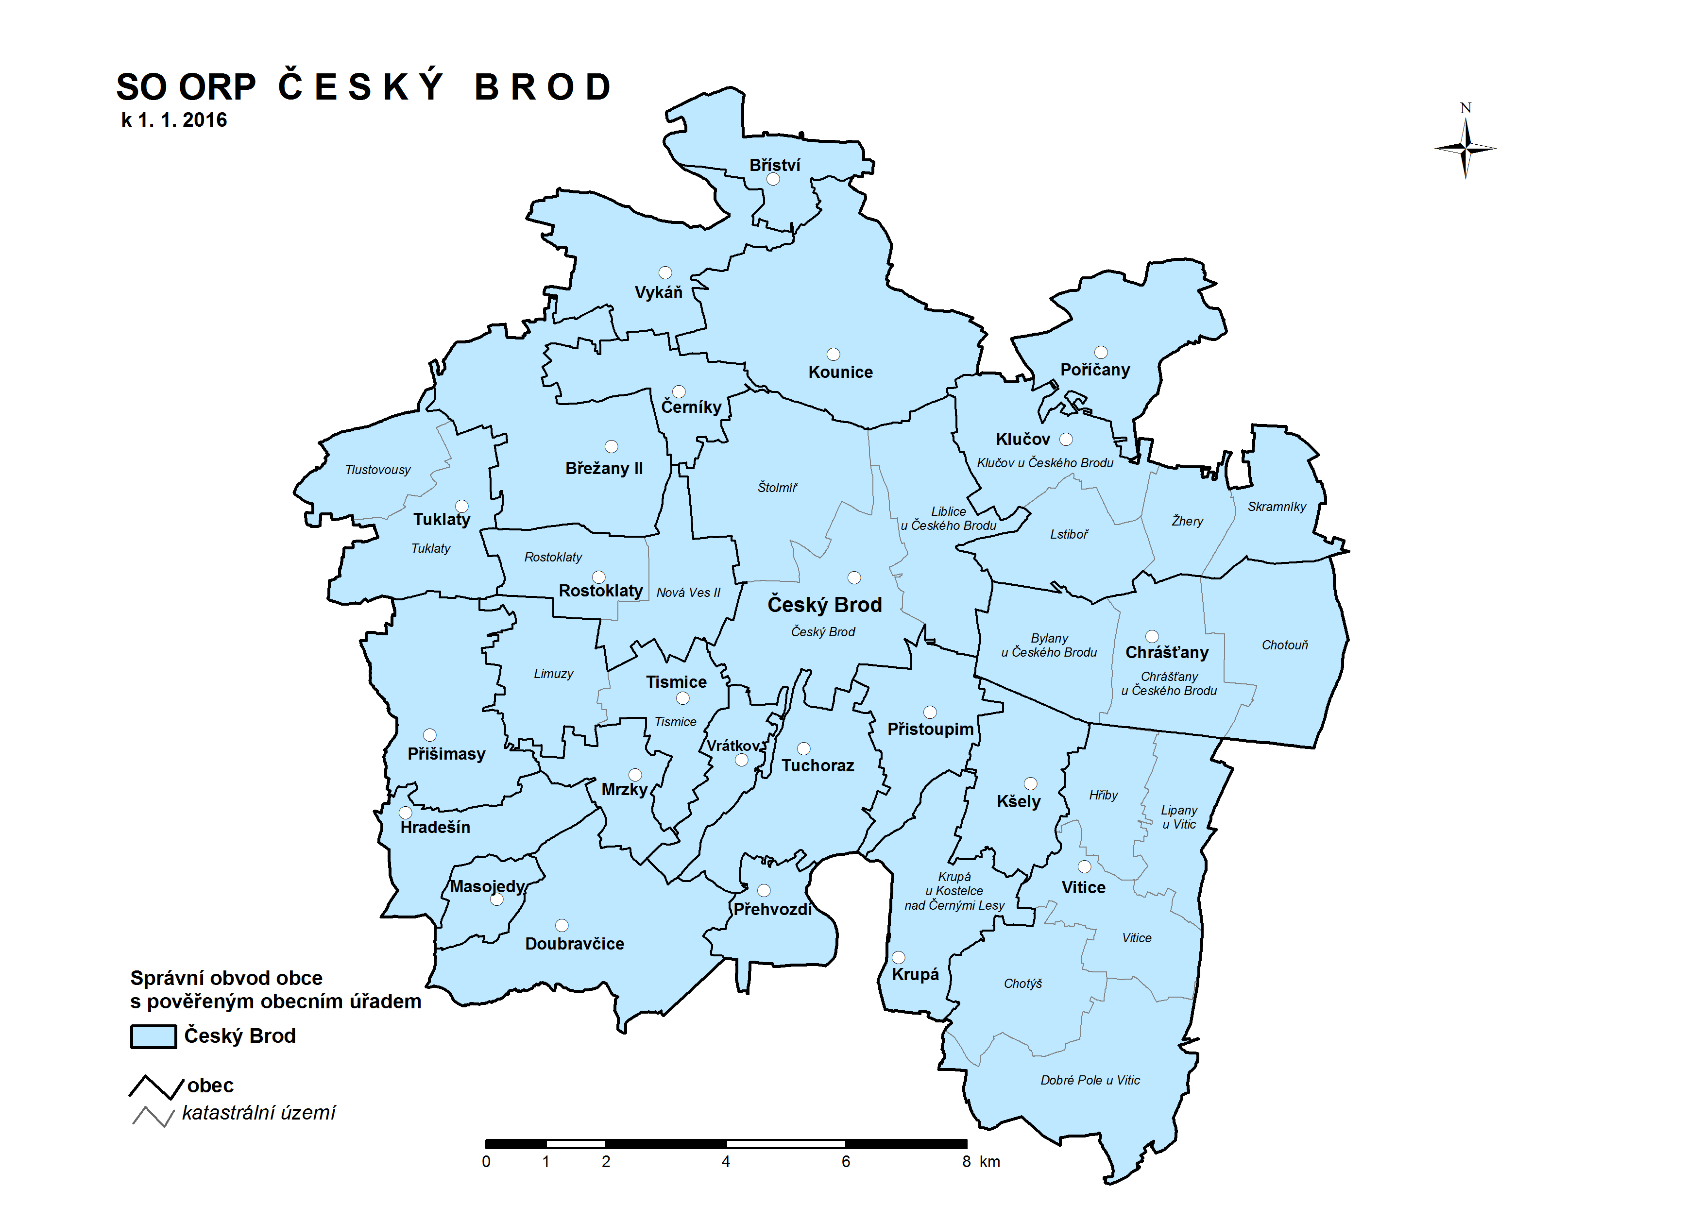 SO ORP ČESKÝ BROD
k 1. 1. 2016
N
Bříství
Vykáň
Kounice
Poříčany
Černíky
Klučov
Klučov u Českého Brodu
Břežany II
Tlustovousy
Štolmíř
Skramníky
Tuklaty
Liblice
u Českého Brodu
Žhery
Lstiboř
Tuklaty
Rostoklaty
Rostoklaty
Nová Ves II
Český Brod
Český Brod
Bylany
u Českého Brodu
Chrášťany
Chotouň
Chrášťany
u Českého Brodu
Limuzy
Tismice
Tismice
Přistoupim
Vrátkov
Přišimasy
Tuchoraz
Mrzky
Kšely
Hřiby
Lipany
u Vitic
Hradešín
Masojedy
Krupá
u Kostelce
nad Černými Lesy
Vitice
Přehvozdí
Doubravčice
Vitice
Krupá
Chotýš
Dobré Pole u Vitic
Správní obvod obce
s pověřeným obecním úřadem
Český Brod
obec
katastrální území
0 1 2 4 6 8 km